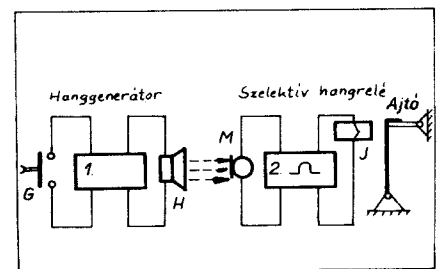 Hanggenerátor
Szelektív hangrelé
Ajtó
M
J
1.
2.
G
H